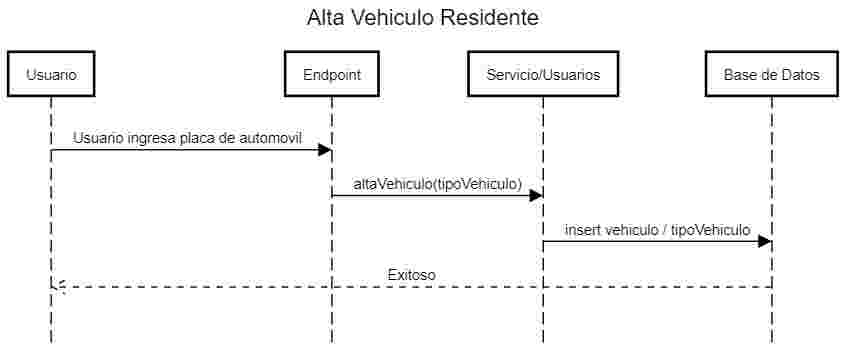 Alta Vehiculo Residente
Usuario
Endpoint
Servicio/Usuarios
Base de Datos
Usuario ingresa placa de automovil
altaVehiculo(tipoVehiculo)
insert vehiculo / tipoVehiculo
Exitoso